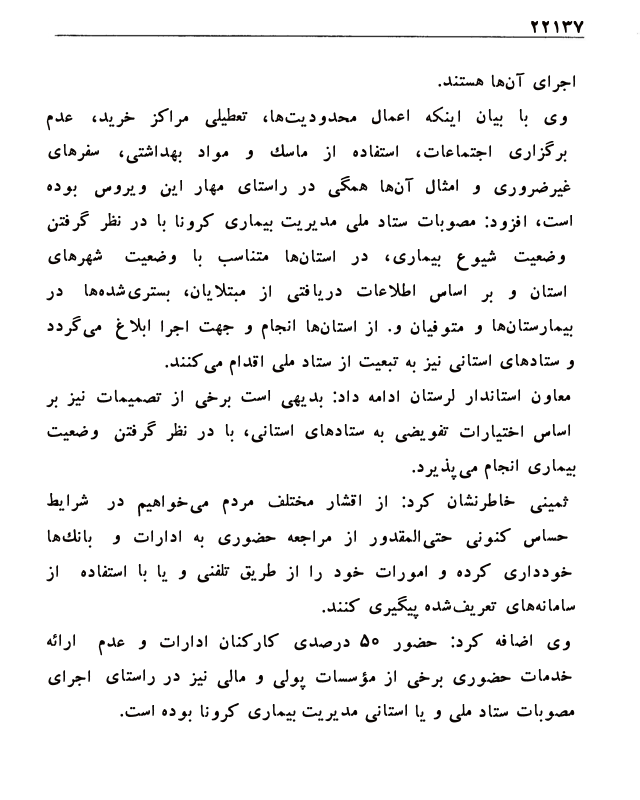 ۲۲۱۳۷
اجرای آن‌ها هستند.
وی با بیان اینکه اعمال محدودیت‌ها، تعطیلی مراکز خرید، عدم
برگزاری اجتماعات، استفاده از ماسك و مواد بهداشتی، سفرهای
غیرضروری و امثال آن‌ها همگی در راستای مهار این ویروس بوده
است، افزود: مصوبات ستاد ملی مدیریت بیماری کرونا با در نظر گرفتن
وضعیت شیوع بیماری، در استان‌ها متناسب با وضعیت شهرهای
استان و بر اساس اطلاعات دریافتی از مبتلایان، بستری‌شده‌ها در
بیمارستان‌ها و متوفیان و. از استان‌ها انجام و جهت اجرا ابلاغ می‌گردد
و ستادهای استانی نیز به تبعیت از ستاد ملی اقدام می‌کنند.
معاون استاندار لرستان ادامه داد: بدیهی است برخی از تصمیمات نیز بر
اساس اختیارات تفویضی به ستادهای استانی، با در نظر گرفتن وضعیت
بیماری انجام می‌پذیرد.
ثمینی خاطرنشان کرد: از اقشار مختلف مردم می‌خواهیم در شرایط
حساس کنونی حتی‌المقدور از مراجعه حضوری به ادارات و بانك‌ها
خودداری کرده و امورات خود را از طریق تلفنی و یا با استفاده از
سامانه‌های تعریف‌شده پیگیری کنند.
وی اضافه کرد: حضور ۵۰ درصدی کارکنان ادارات و عدم ارائه
خدمات حضوری برخی از مؤسسات پولی و مالی نیز در راستای اجرای
مصوبات ستاد ملی و یا استانی مدیریت بیماری کرونا بوده است.